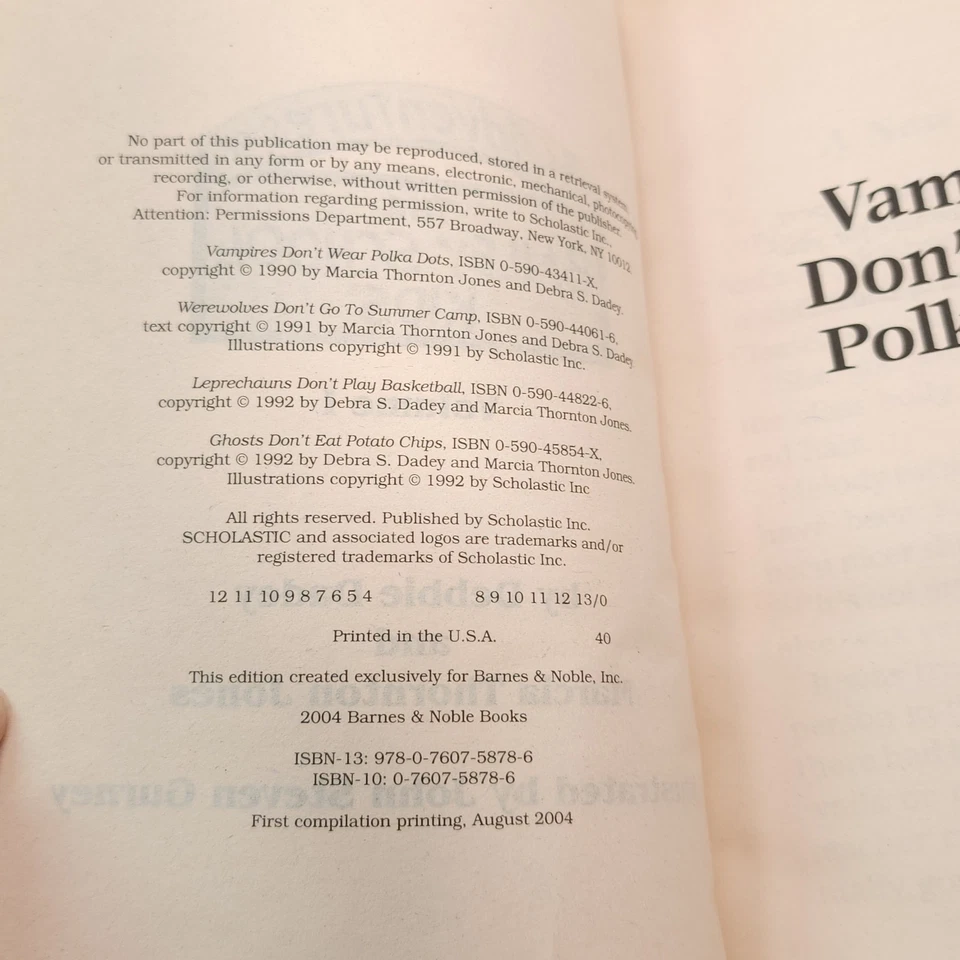 No part of this publication may be reproduced, stored in a retrieval system,
or transmitted in any form or by any means, electronic, mechanical, photocopying,
recording, or otherwise, without written permission of the publisher.
For information regarding permission, write to Scholastic Inc.,
Attention: Permissions Department, 557 Broadway, New York, NY 10012.
Vampires Don't Wear Polka Dots, ISBN 0-590-43411-X,
copyright © 1990 by Marcia Thornton Jones and Debra S. Dadey.
Werewolves Don't Go To Summer Camp, ISBN 0-590-44061-6,
text copyright © 1991 by Marcia Thornton Jones and Debra S. Dadey
Illustrations copyright © 1991 by Scholastic Inc.
Leprechauns Don't Play Basketball, ISBN 0-590-44822-6,
copyright © 1992 by Debra S. Dadey and Marcia Thornton Jones.
Ghosts Don't Eat Potato Chips, ISBN 0-590-45854-X,
copyright © 1992 by Debra S. Dadey and Marcia Thornton Jones.
Illustrations copyright © 1992 by Scholastic Inc
All rights reserved. Published by Scholastic Inc.
SCHOLASTIC and associated logos are trademarks and/or
registered trademarks of Scholastic Inc.
12 11 10 9 8 7 6 5 4 8 9 10 11 12 13/0
Printed in the U.S.A. 40
This edition created exclusively for Barnes & Noble, Inc.
2004 Barnes & Noble Books
ISBN-13: 978-0-7607-5878-6
ISBN-10: 0-7607-5878-6
First compilation printing, August 2004
Vam
Don'
Polk